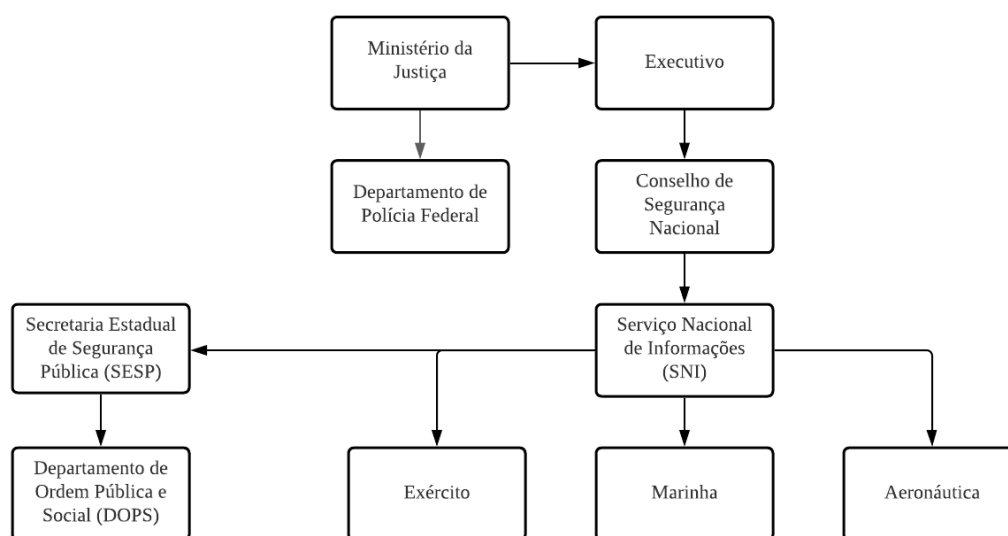 Ministério da
Justiça
Executivo
Departamento de
Polícia Federal
Conselho de
Segurança
Nacional
Secretaria Estadual
de Segurança
Pública (SESP)
Serviço Nacional
de Informações
(SNI)
Departamento de
Ordem Pública e
Social (DOPS)
Exército
Marinha
Aeronáutica